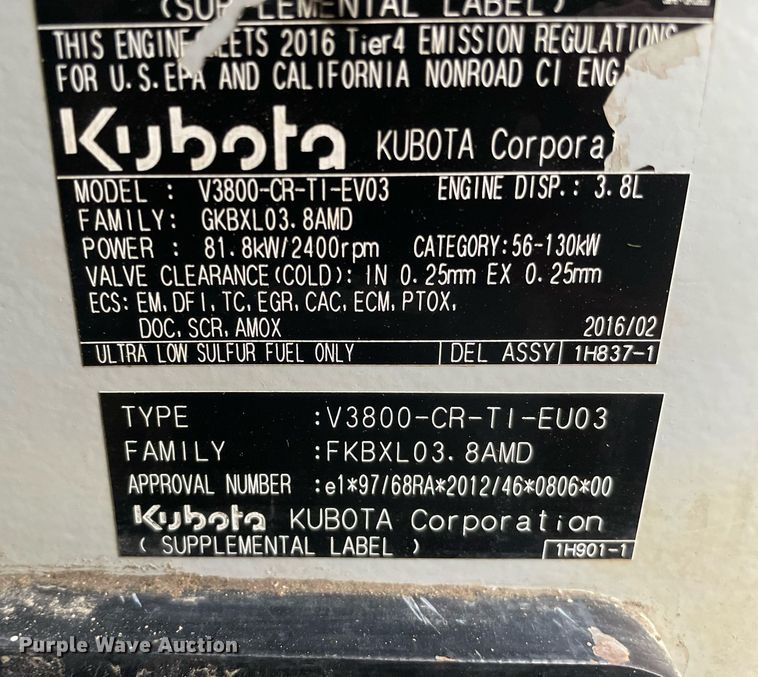 (SUPPLEMENTAL LABEL)
THIS ENGINE MEETS 2016 Tier4 EMISSION REGULATIONS
FOR U.S.EPA AND CALIFORNIA NONROAD CI ENG
Kubota KUBOTA Corpora
MODEL : V3800-CR-TI-EV03 ENGINE DISP.: 3.8L
FAMILY: GKBXL03.8AMD
POWER : 81.8kW/2400rpm CATEGORY:56-130kW
VALVE CLEARANCE(COLD): IN 0.25mm EX 0.25mm
ECS: EM, DFI, TC, EGR, CAC, ECM, PTOX,
DOC, SCR, AMOX 2016/02
ULTRA LOW SULFUR FUEL ONLY DEL ASSY 1H837-1
TYPE :V3800-CR-TI-EU03
FAMILY :FKBXL03.8AMD
APPROVAL NUMBER :e1*97/68RA*2012/46*0806*00
Kubota KUBOTA Corporation
( SUPPLEMENTAL LABEL ) 1H901-1
Purple Wave Auction